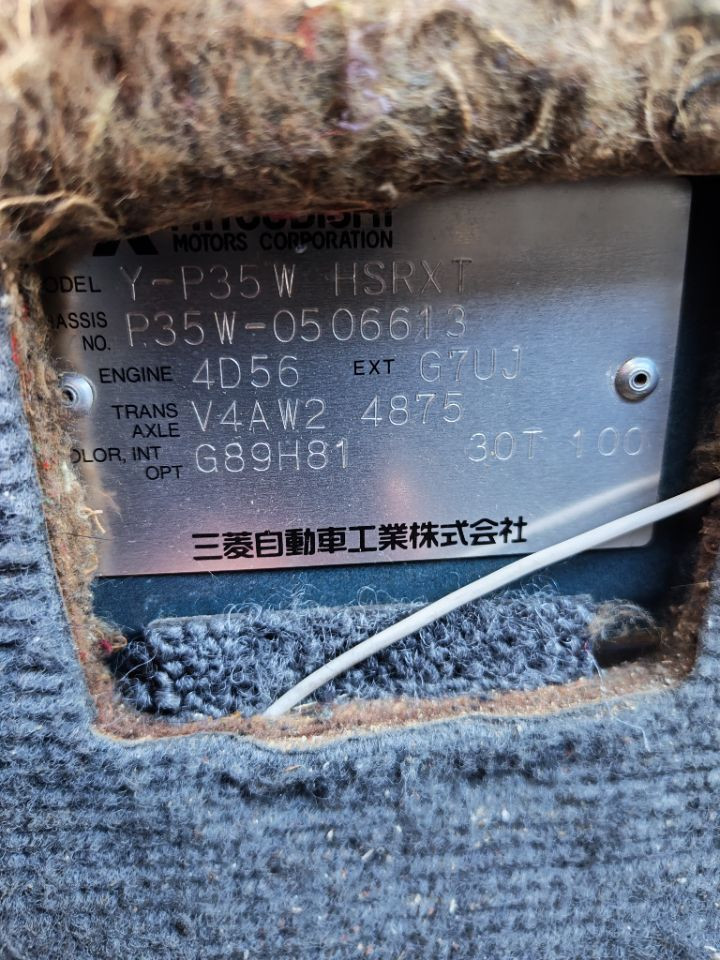 MITSUBISHI
MOTORS CORPORATION
MODEL Y-P35W HSRXT
CHASSIS NO. P35W-0506613
ENGINE 4D56 EXT G7UJ
TRANS AXLE V4AW2 4875
COLOR, INT OPT G89H81 30T 100
三菱自動車工業株式会社